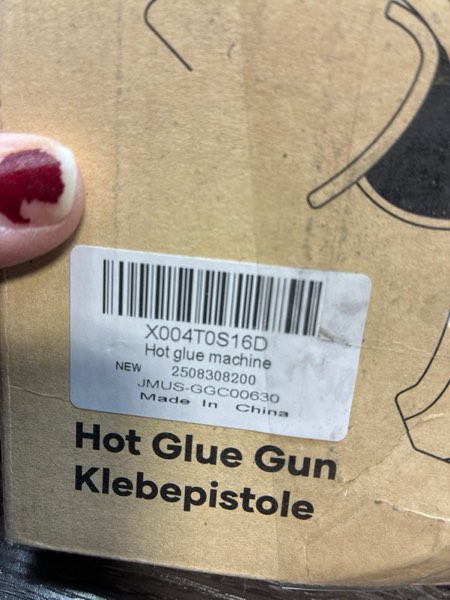 X004T0S16D
Hot glue machine
NEW 2508308200
JMUS-GGC00630
Made In China
Hot Glue Gun
Klebepistole